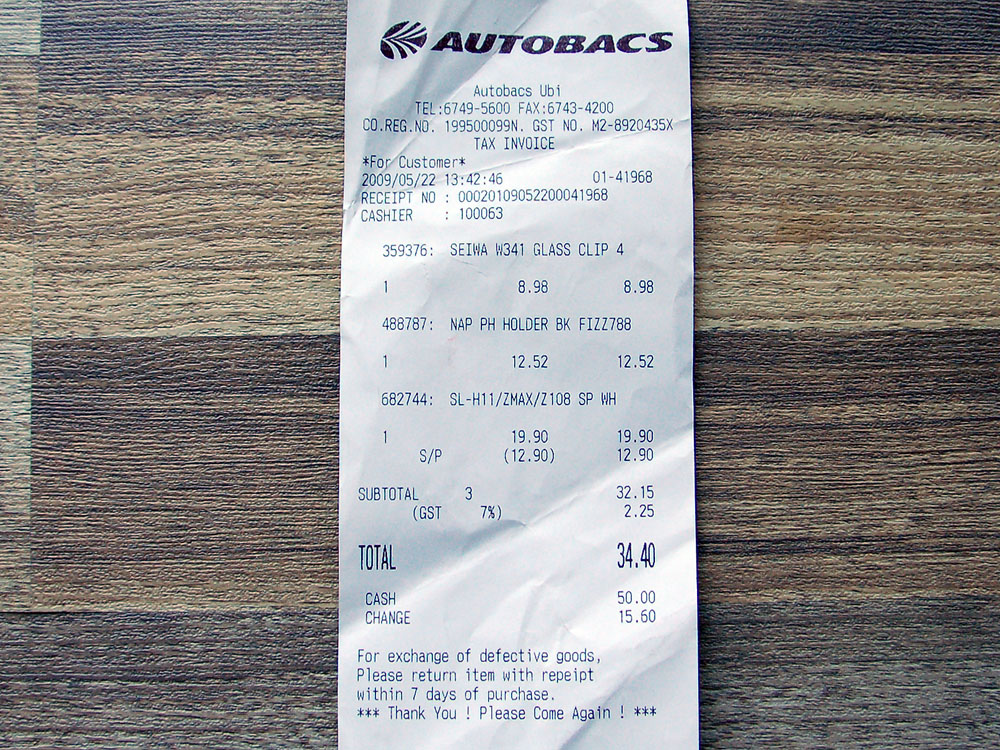 AUTOBACS
Autobacs Ubi
TEL:6749-5600 FAX:6743-4200
CO.REG.NO. 199500099N. GST NO. M2-8920435X
TAX INVOICE
*For Customer*
2009/05/22 13:42:46 01-41968
RECEIPT NO : 00020109052200041968
CASHIER : 100063
359376: SEIWA W341 GLASS CLIP 4
1 8.98 8.98
488787: NAP PH HOLDER BK FIZZ788
1 12.52 12.52
682744: SL-H11/ZMAX/Z108 SP WH
1 19.90 19.90
S/P (12.90) 12.90
SUBTOTAL 3 32.15
(GST 7%) 2.25
TOTAL 34.40
CASH 50.00
CHANGE 15.60
For exchange of defective goods,
Please return item with repeipt
within 7 days of purchase.
*** Thank You ! Please Come Again ! ***